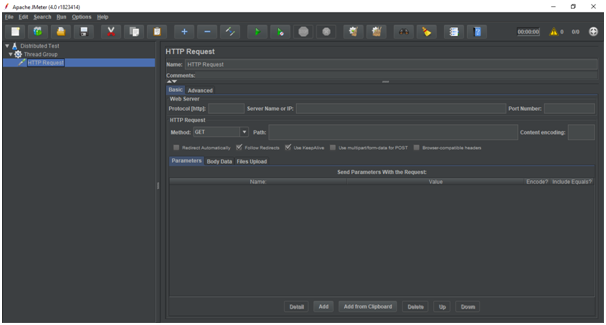 Apache JMeter (4.0 r1823414)
File Edit Search Run Options Help
00:00:00 0 0/0
Distributed Test
Thread Group
HTTP Request
HTTP Request
Name: HTTP Request
Comments:
Basic Advanced
Web Server
Protocol [http]: Server Name or IP: Port Number:
HTTP Request
Method: GET Path: Content encoding:
Redirect Automatically Follow Redirects Use KeepAlive Use multipart/form-data for POST Browser-compatible headers
Parameters Body Data Files Upload
Send Parameters With the Request:
Name Value Encode? Include Equals?
Detail Add Add from Clipboard Delete Up Down